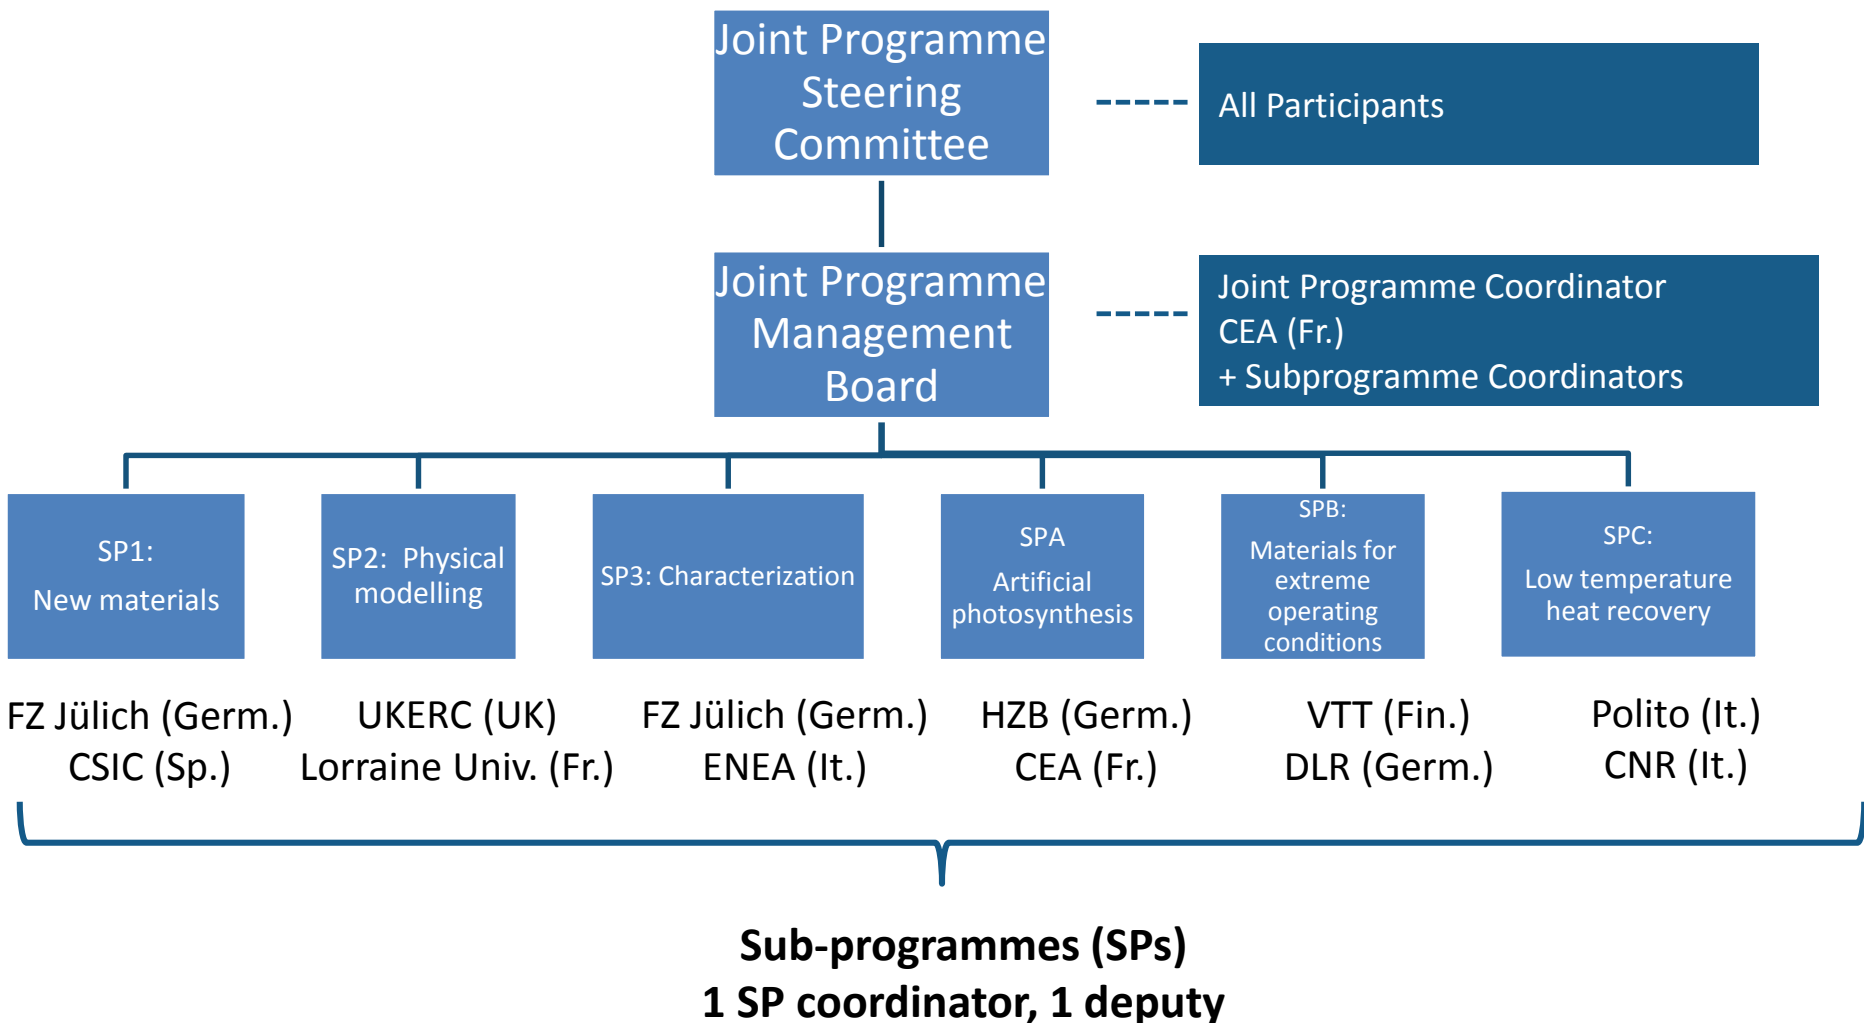 Joint Programme
Steering
Committee
All Participants
Joint Programme
Management
Board
Joint Programme Coordinator
CEA (Fr.)
+ Subprogramme Coordinators
SP1:
New materials
SP2:  Physical
modelling
SP3: Characterization
SPA
Artificial
photosynthesis
SPB:
Materials for
extreme
operating
conditions
SPC:
Low temperature
heat recovery
FZ Jülich (Germ.)
CSIC (Sp.)
UKERC (UK)
Lorraine Univ. (Fr.)
FZ Jülich (Germ.)
ENEA (It.)
HZB (Germ.)
CEA (Fr.)
VTT (Fin.)
DLR (Germ.)
Polito (It.)
CNR (It.)
Sub-programmes (SPs)
1 SP coordinator, 1 deputy